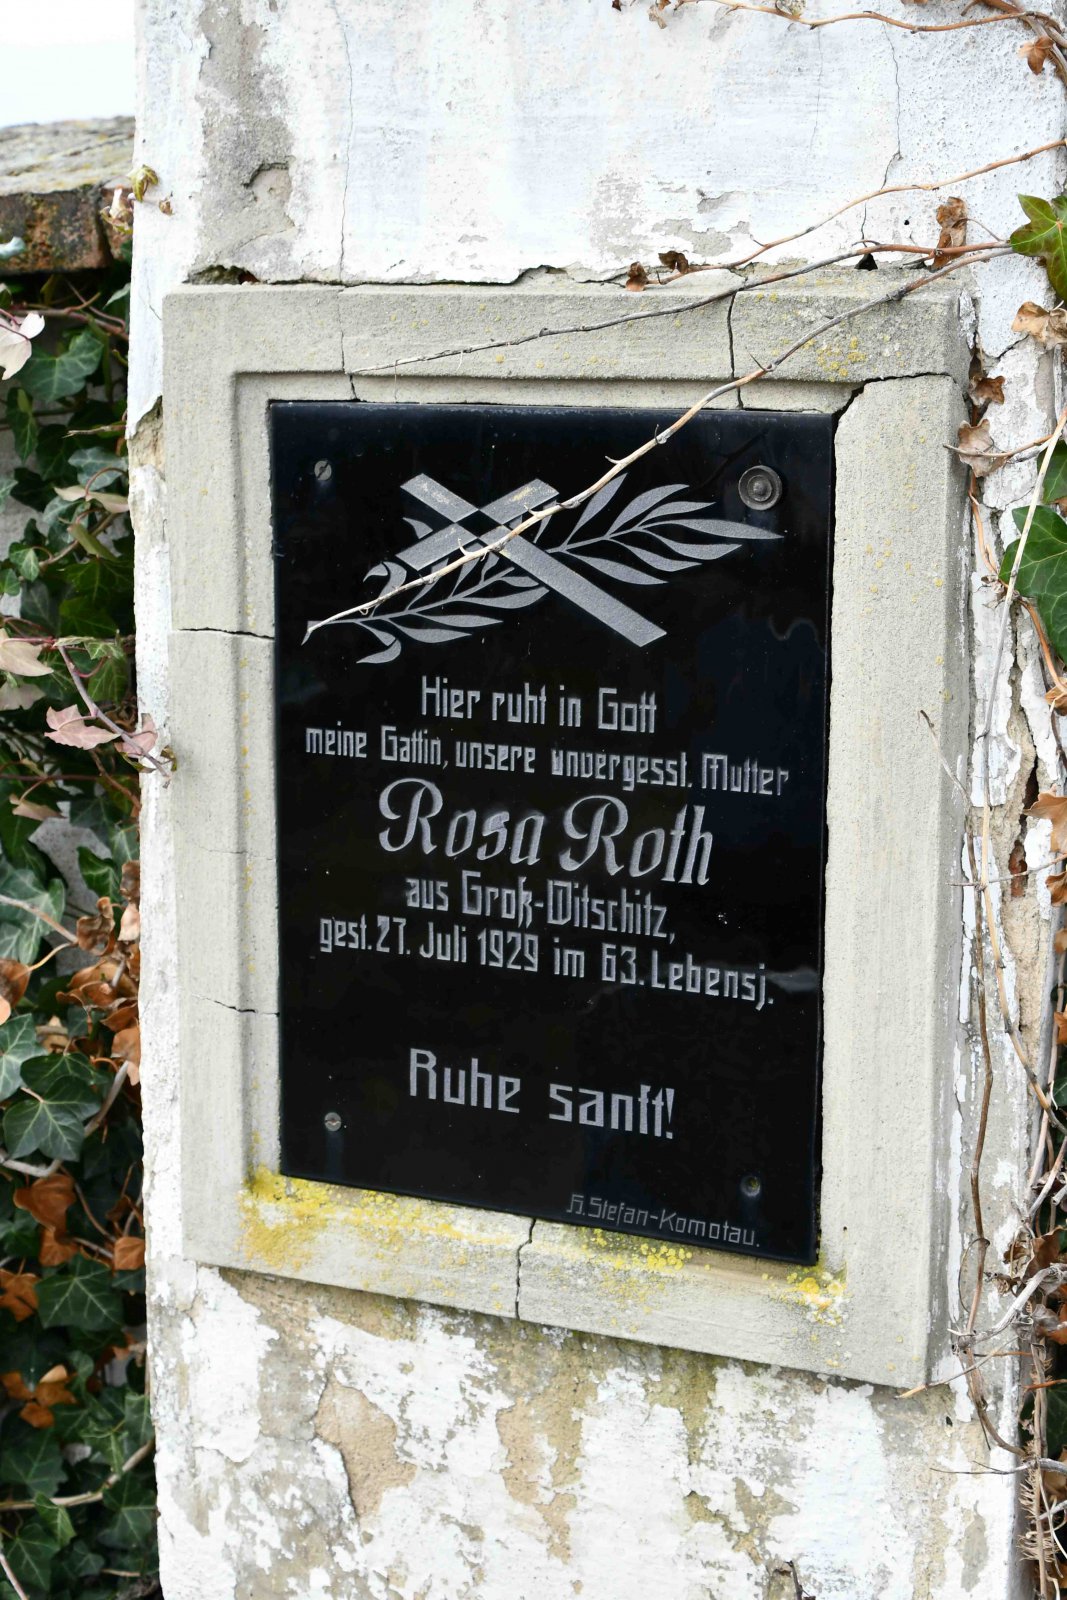 Hier ruht in Gott
meine Gattin, unsere unvergessl. Mutter
Rosa Roth
aus Groß-Witschitz,
gest. 27. Juli 1929 im 63. Lebensj.
Ruhe sanft!
H. Stefan-Komotau.